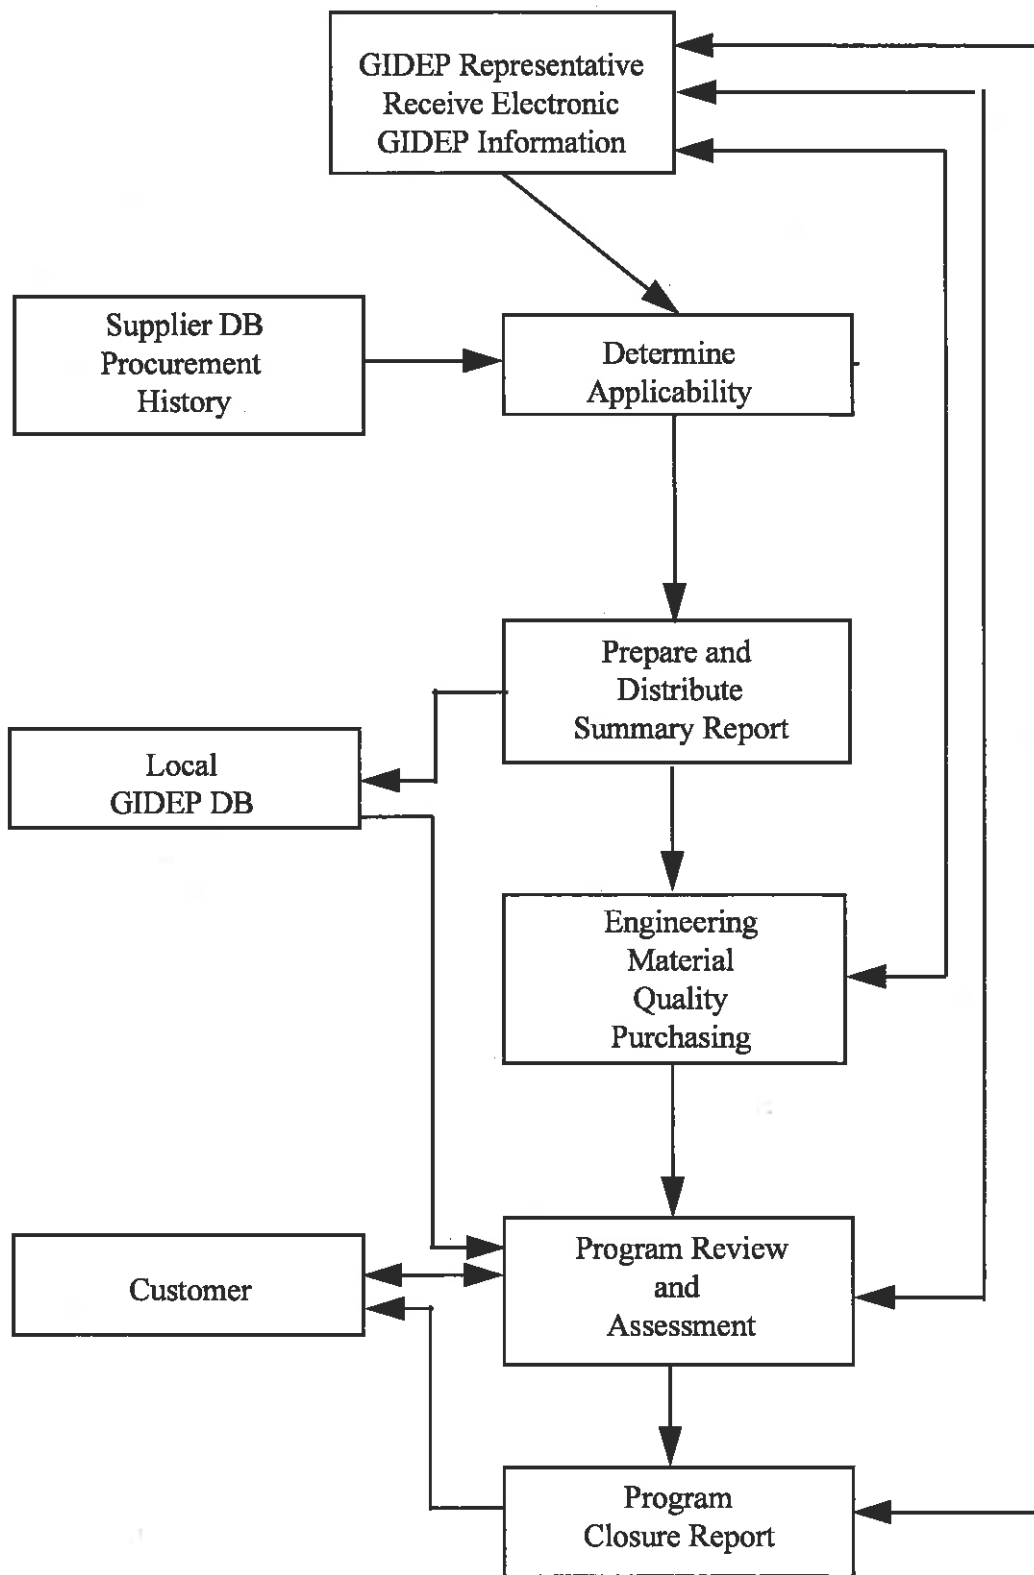 GIDEP Representative
Receive Electronic
GIDEP Information
Supplier DB
Procurement
History
Determine
Applicability
Prepare and
Distribute
Summary Report
Local
GIDEP DB
Engineering
Material
Quality
Purchasing
Customer
Program Review
and
Assessment
Program
Closure Report